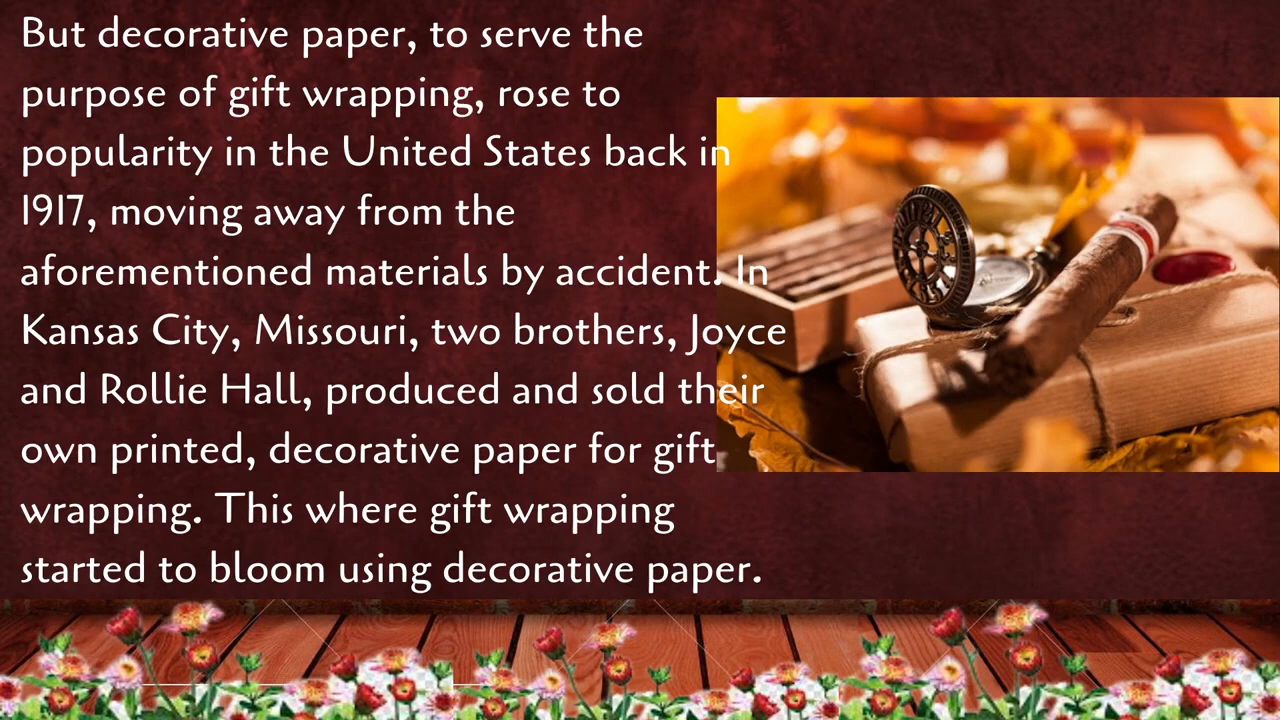 But decorative paper, to serve the
purpose of gift wrapping, rose to
popularity in the United States back in
1917, moving away from the
aforementioned materials by accident. In
Kansas City, Missouri, two brothers, Joyce
and Rollie Hall, produced and sold their
own printed, decorative paper for gift
wrapping. This where gift wrapping
started to bloom using decorative paper.